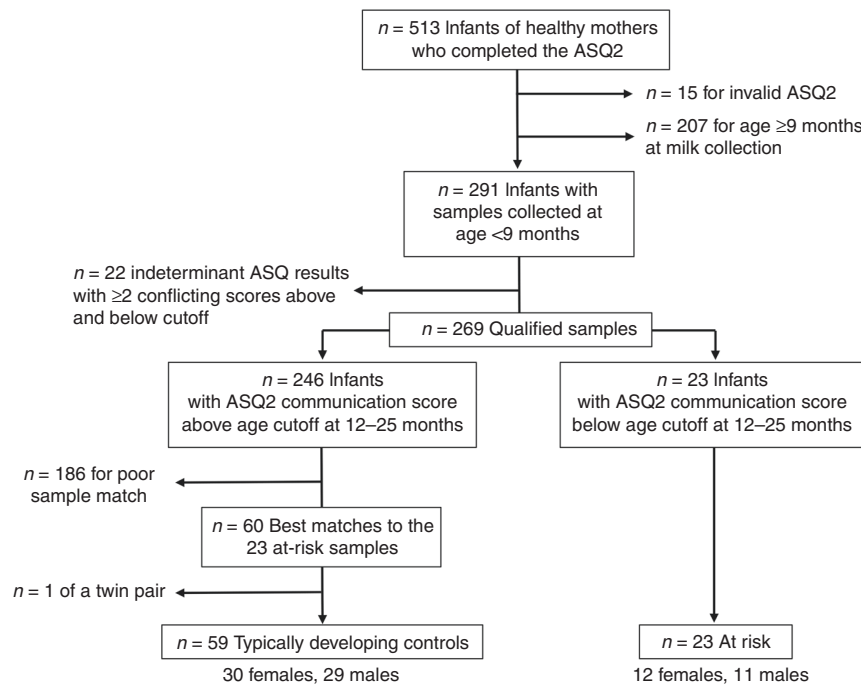 n = 513 Infants of healthy mothers
who completed the ASQ2
n = 15 for invalid ASQ2
n = 207 for age ≥9 months
at milk collection
n = 291 Infants with
samples collected at
age <9 months
n = 22 indeterminant ASQ results
with ≥2 conflicting scores above
and below cutoff
n = 269 Qualified samples
n = 246 Infants
with ASQ2 communication score
above age cutoff at 12–25 months
n = 23 Infants
with ASQ2 communication score
below age cutoff at 12–25 months
n = 186 for poor
sample match
n = 60 Best matches to the
23 at-risk samples
n = 1 of a twin pair
n = 59 Typically developing controls
30 females, 29 males
n = 23 At risk
12 females, 11 males